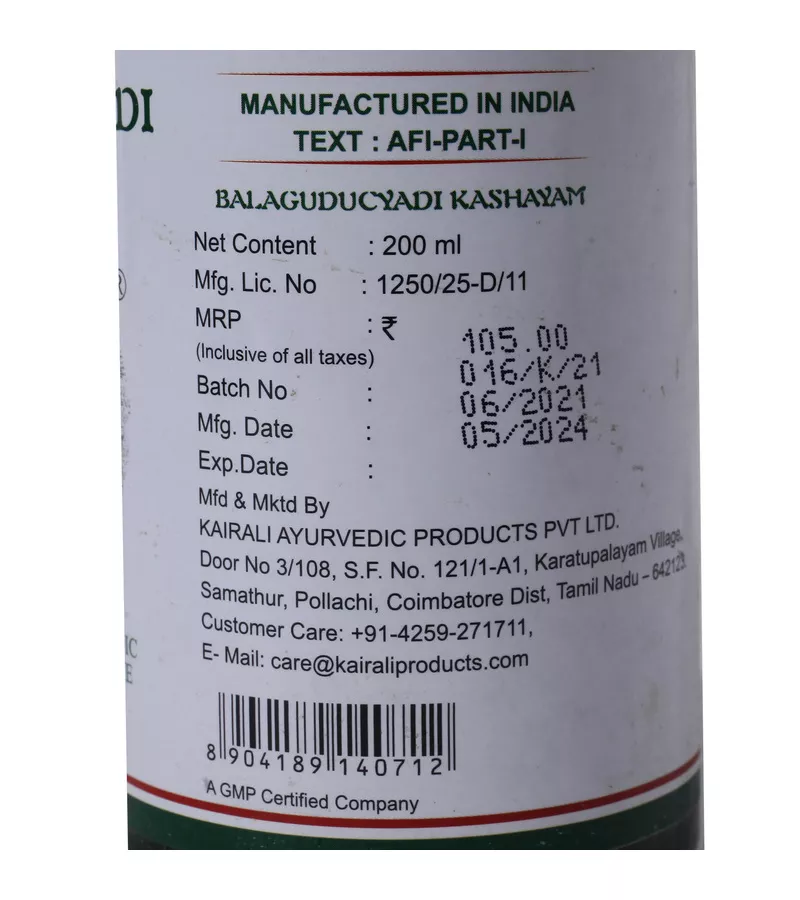 DI
MANUFACTURED IN INDIA
TEXT : AFI-PART-I
BALAGUDUCYADI KASHAYAM
Net Content : 200 ml
Mfg. Lic. No : 1250/25-D/11
MRP : ₹ 105.00
(Inclusive of all taxes)
Batch No : 016/K/21
Mfg. Date : 06/2021
Exp.Date : 05/2024
Mfd & Mktd By
KAIRALI AYURVEDIC PRODUCTS PVT LTD.
Door No 3/108, S.F. No. 121/1-A1, Karatupalayam Village,
Samathur, Pollachi, Coimbatore Dist, Tamil Nadu – 642123.
Customer Care: +91-4259-271711,
E- Mail: care@kairaliproducts.com
®
IC
E
8 904189 140712
A GMP Certified Company